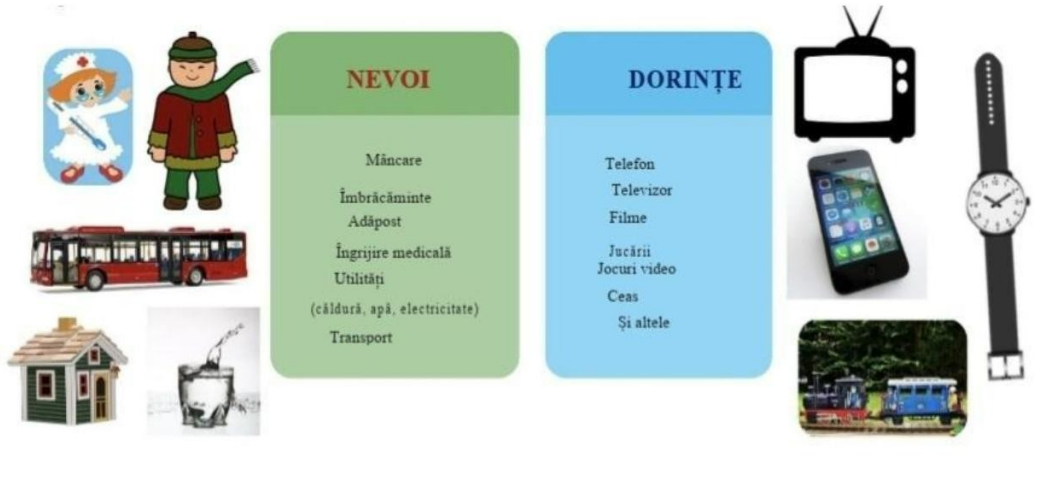 NEVOI
Mâncare
Îmbrăcăminte
Adăpost
Îngrijire medicală
Utilități
(căldură, apă, electricitate)
Transport
DORINȚE
Telefon
Televizor
Filme
Jucării
Jocuri video
Ceas
Și altele